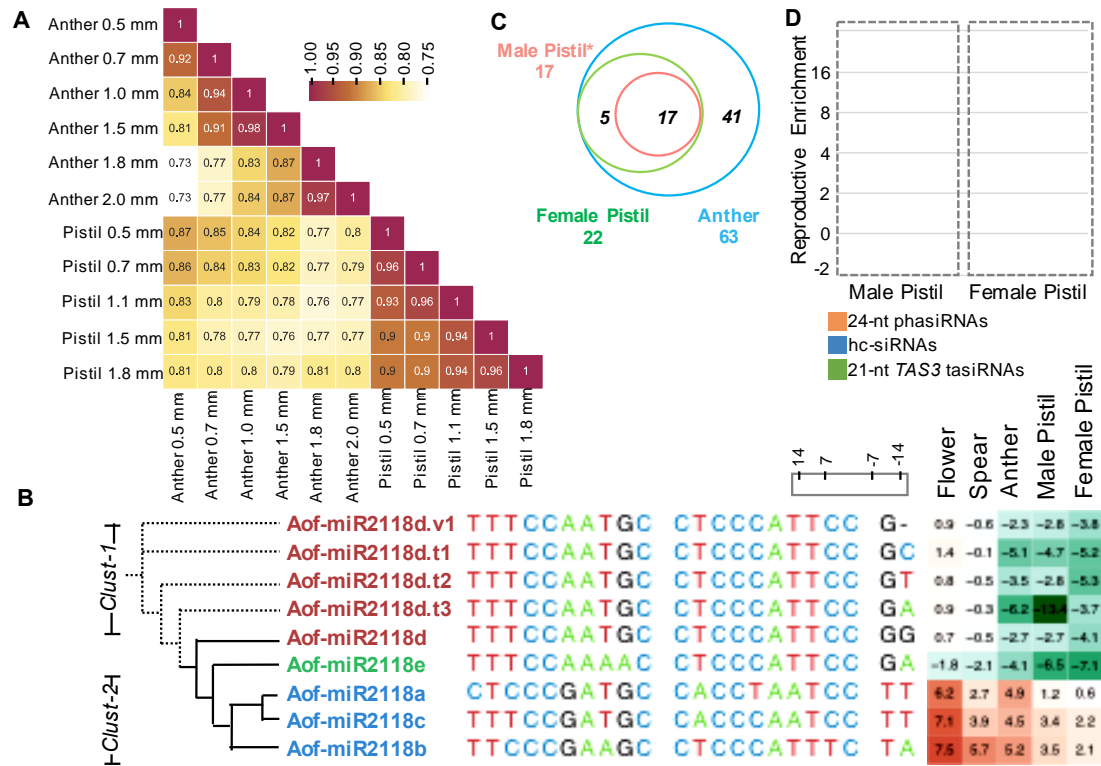 A
Anther 0.5 mm 1
Anther 0.7 mm 0.92 1
Anther 1.0 mm 0.84 0.94 1
Anther 1.5 mm 0.81 0.91 0.98 1
Anther 1.8 mm 0.73 0.77 0.83 0.87 1
Anther 2.0 mm 0.73 0.77 0.84 0.87 0.97 1
Pistil 0.5 mm 0.87 0.85 0.84 0.82 0.77 0.8 1
Pistil 0.7 mm 0.86 0.84 0.83 0.82 0.77 0.79 0.96 1
Pistil 1.1 mm 0.83 0.8 0.79 0.78 0.76 0.77 0.93 0.96 1
Pistil 1.5 mm 0.81 0.78 0.77 0.76 0.77 0.77 0.9 0.9 0.94 1
Pistil 1.8 mm 0.81 0.8 0.8 0.79 0.81 0.8 0.9 0.9 0.94 0.96 1
Anther 0.5 mm
Anther 0.7 mm
Anther 1.0 mm
Anther 1.5 mm
Anther 1.8 mm
Anther 2.0 mm
Pistil 0.5 mm
Pistil 0.7 mm
Pistil 1.1 mm
Pistil 1.5 mm
Pistil 1.8 mm
1.00
0.95
0.90
0.85
0.80
0.75
C
Male Pistil*
17
5 17 41
Female Pistil
22
Anther
63
D
Reproductive Enrichment
16
8
4
2
0
-2
Male Pistil Female Pistil
24-nt phasiRNAs
hc-siRNAs
21-nt TAS3 tasiRNAs
B
14 7 -7 -14
Flower
Spear
Anther
Male Pistil
Female Pistil
Clust-1
Clust-2
Aof-miR2118d.v1 TTTCCAATGC CTCCCATTCC G- 0.9 -0.6 -2.3 -2.8 -3.8
Aof-miR2118d.t1 TTTCCAATGC CTCCCATTCC GC 1.4 -0.1 -5.1 -4.7 -5.2
Aof-miR2118d.t2 TTTCCAATGC CTCCCATTCC GT 0.8 -0.5 -3.5 -2.8 -5.3
Aof-miR2118d.t3 TTTCCAATGC CTCCCATTCC GA 0.9 -0.3 -6.2 -13.4 -3.7
Aof-miR2118d TTTCCAATGC CTCCCATTCC GG 0.7 -0.5 -2.7 -2.7 -4.1
Aof-miR2118e TTTCCAAAAC CTCCCATTCC GA -1.8 -2.1 -4.1 -6.5 -7.1
Aof-miR2118a CTCCCGATGC CACCTAATCC TT 6.2 2.7 4.9 1.2 0.6
Aof-miR2118c TTCCCGATGC CACCCAATCC TT 7.1 3.9 4.5 3.4 2.2
Aof-miR2118b TTCCCGAAGC CTCCCATTTC TA 7.5 5.7 5.2 3.5 2.1